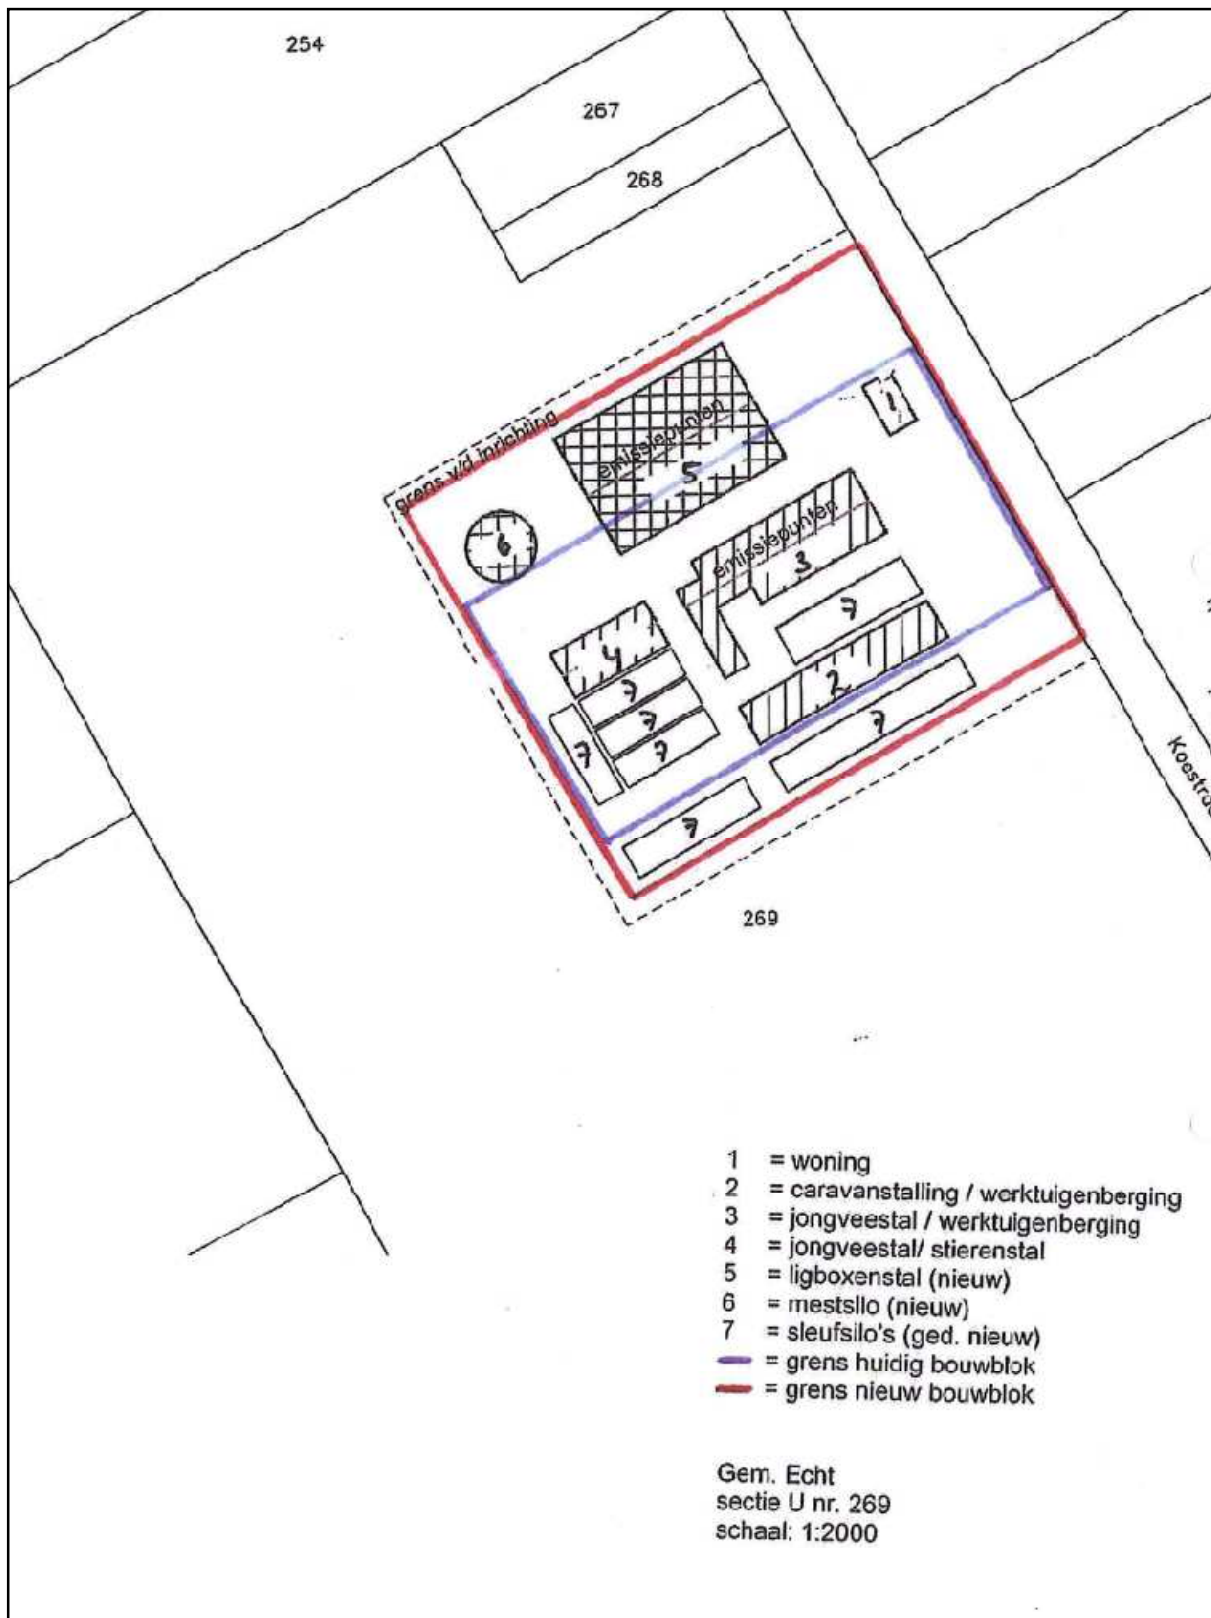 254
267
268
grens v/d inrichting
emissiepunten
5
1
6
emissiepunten
3
7
4
7
2
7
7
7
7
7
269
1 = woning
2 = caravanstalling / werktuigenberging
3 = jongveestal / werktuigenberging
4 = jongveestal/ stierenstal
5 = ligboxenstal (nieuw)
6 = mestsilo (nieuw)
7 = sleufsilo's (ged. nieuw)
= grens huidig bouwblok
= grens nieuw bouwblok
Gem. Echt
sectie U nr. 269
schaal: 1:2000